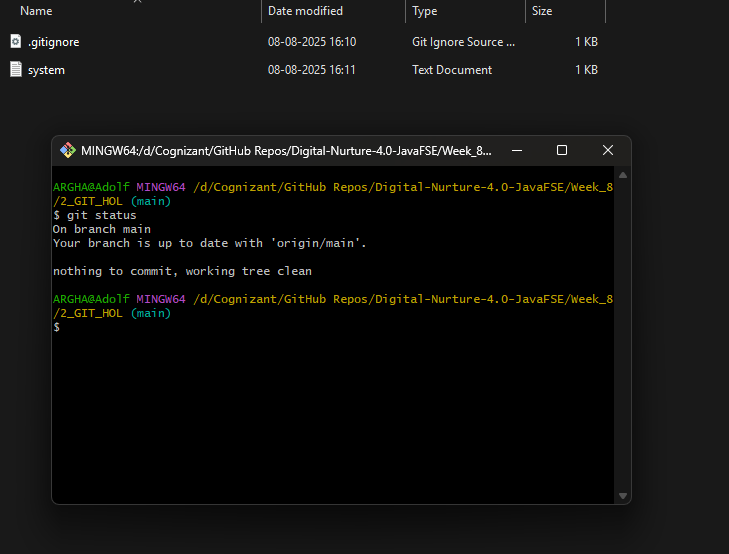 Name Date modified Type Size
.gitignore 08-08-2025 16:10 Git Ignore Source ... 1 KB
system 08-08-2025 16:11 Text Document 1 KB
MINGW64:/d/Cognizant/GitHub Repos/Digital-Nurture-4.0-JavaFSE/Week_8...
ARGHA@Adolf MINGW64 /d/Cognizant/GitHub Repos/Digital-Nurture-4.0-JavaFSE/Week_8
/2_GIT_HOL (main)
$ git status
On branch main
Your branch is up to date with 'origin/main'.
nothing to commit, working tree clean
ARGHA@Adolf MINGW64 /d/Cognizant/GitHub Repos/Digital-Nurture-4.0-JavaFSE/Week_8
/2_GIT_HOL (main)
$